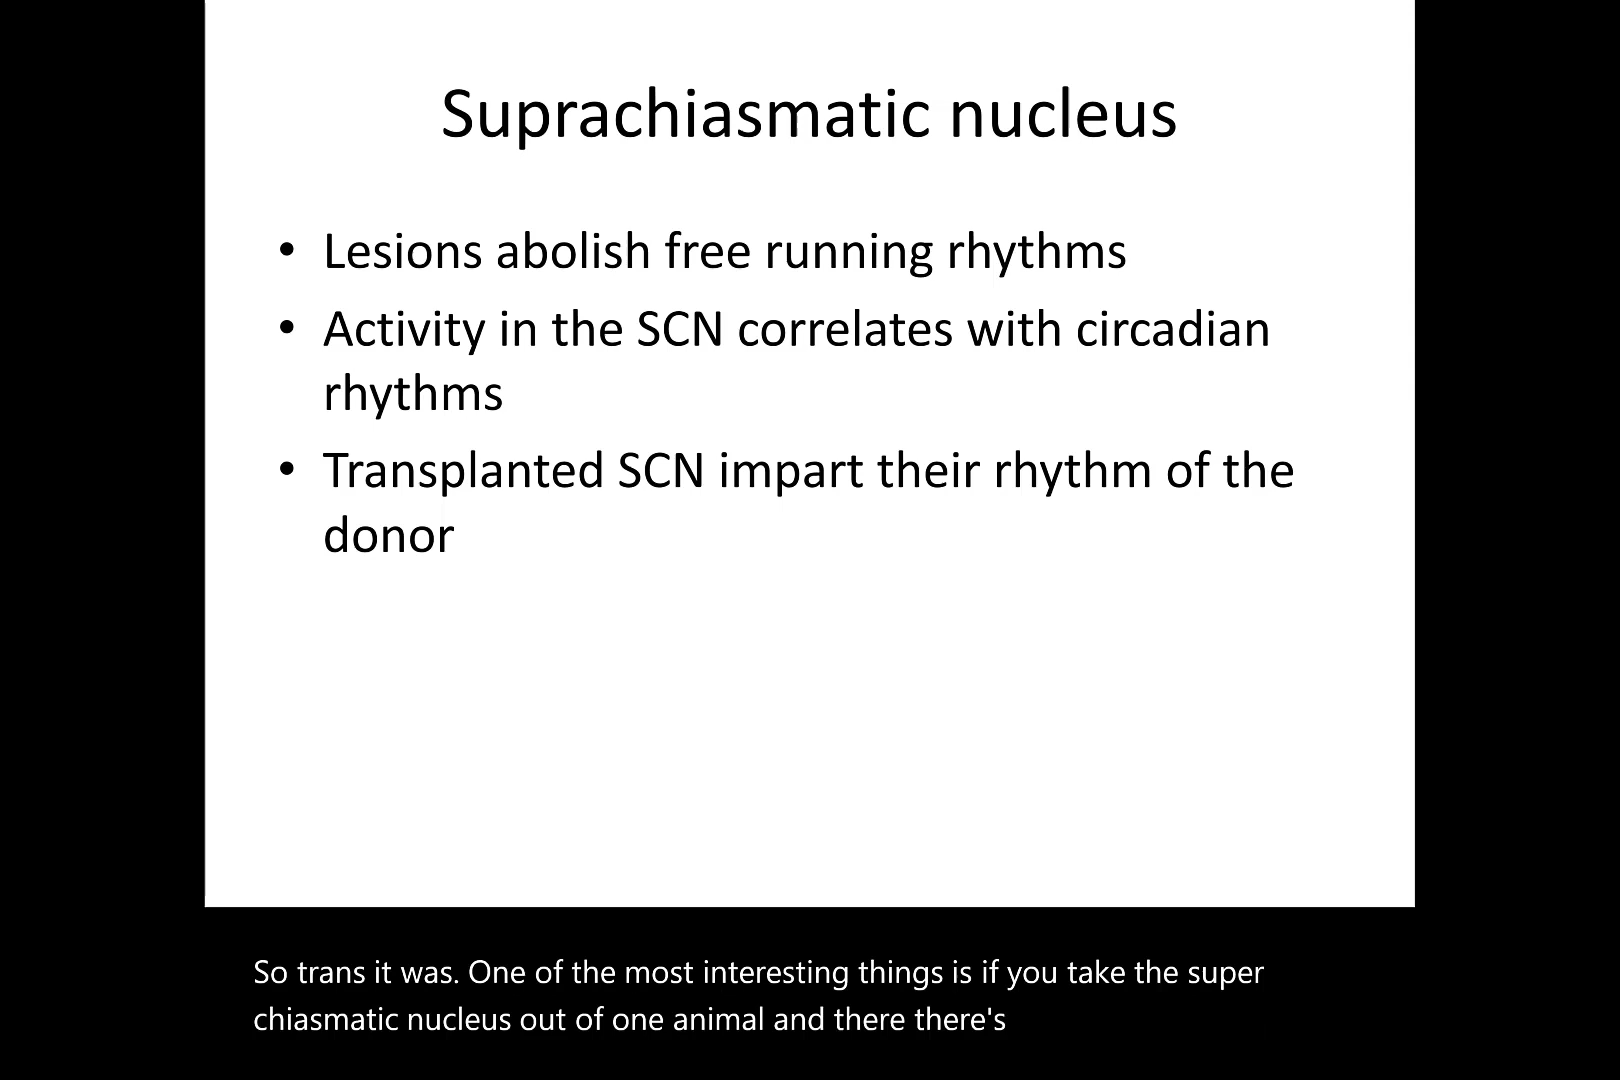 Suprachiasmatic nucleus
• Lesions abolish free running rhythms
• Activity in the SCN correlates with circadian
rhythms
• Transplanted SCN impart their rhythm of the
donor
So trans it was. One of the most interesting things is if you take the super
chiasmatic nucleus out of one animal and there there's